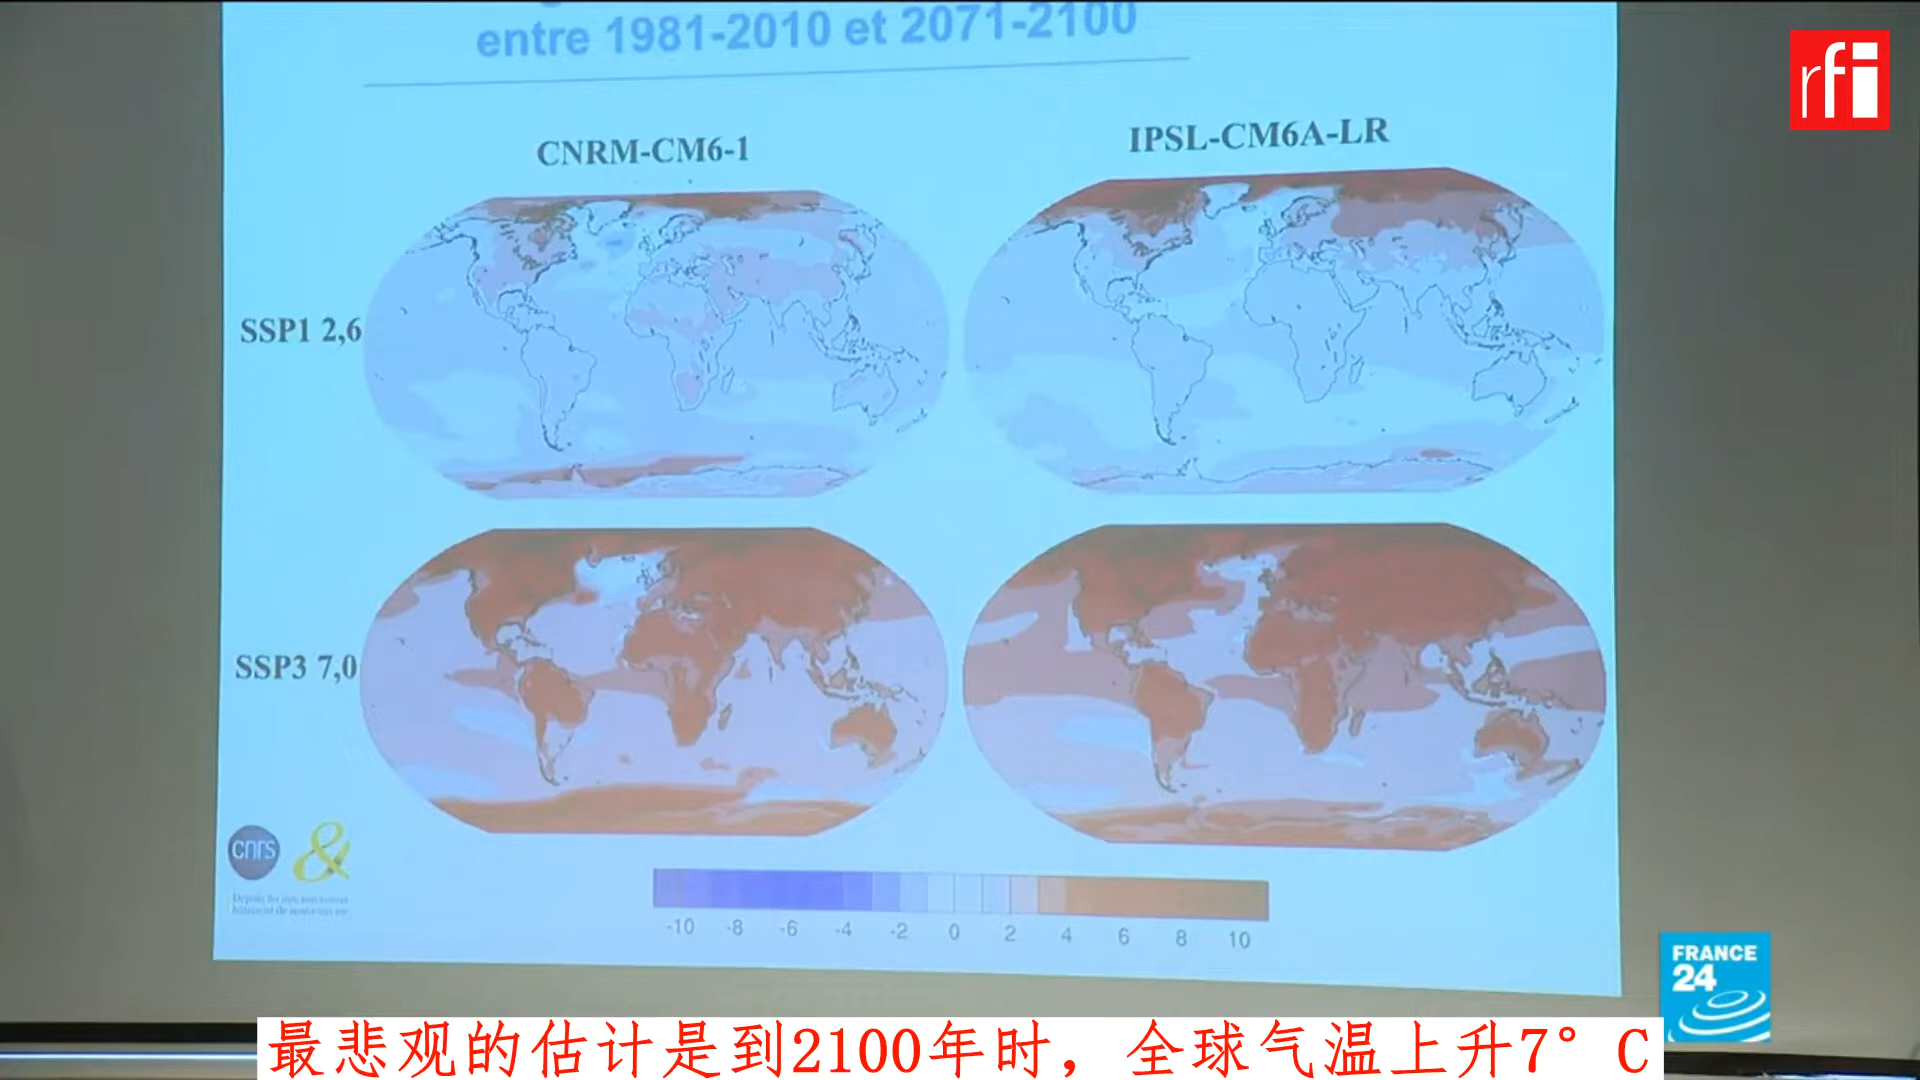 entre 1981-2010 et 2071-2100
rfi
CNRM-CM6-1
IPSL-CM6A-LR
SSP1 2,6
SSP3 7,0
cnrs
&
-10 -8 -6 -4 -2 0 2 4 6 8 10
FRANCE
24
最悲观的估计是到2100年时，全球气温上升7°C